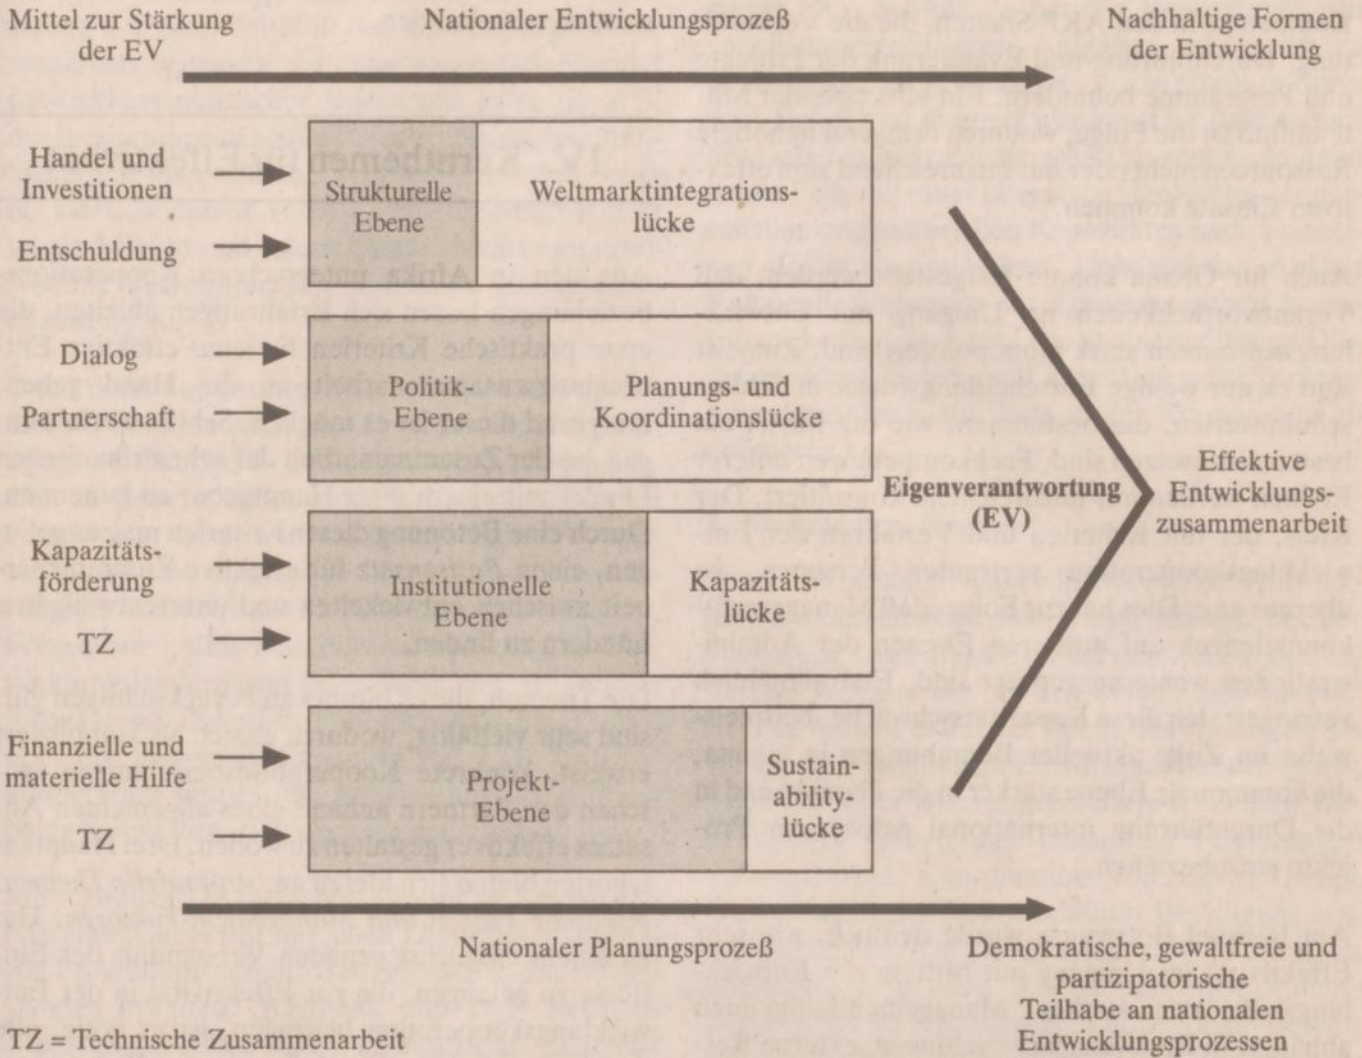 Mittel zur Stärkung
der EV
Nationaler Entwicklungsprozeß
Nachhaltige Formen
der Entwicklung
Handel und
Investitionen
Entschuldung
Strukturelle
Ebene
Weltmarktintegrations-
lücke
Dialog
Partnerschaft
Politik-
Ebene
Planungs- und
Koordinationslücke
Eigenverantwortung
(EV)
Effektive
Entwicklungs-
zusammenarbeit
Kapazitäts-
förderung
TZ
Institutionelle
Ebene
Kapazitäts-
lücke
Finanzielle und
materielle Hilfe
TZ
Projekt-
Ebene
Sustain-
ability-
lücke
Nationaler Planungsprozeß
Demokratische, gewaltfreie und
partizipatorische
Teilhabe an nationalen
Entwicklungsprozessen
TZ = Technische Zusammenarbeit